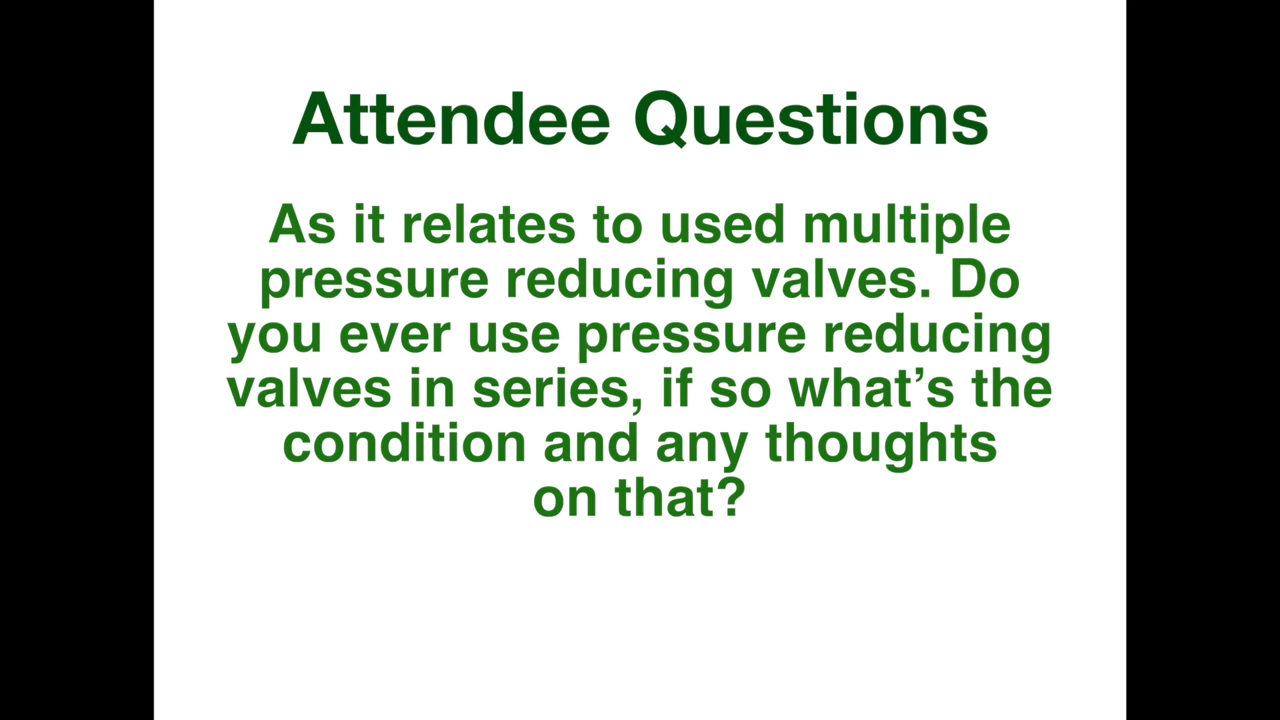 Attendee Questions
As it relates to used multiple
pressure reducing valves. Do
you ever use pressure reducing
valves in series, if so what’s the
condition and any thoughts
on that?